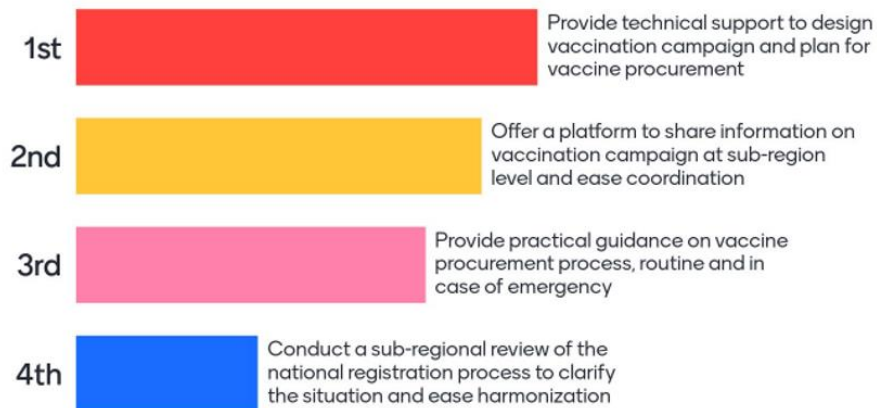 1st
Provide technical support to design
vaccination campaign and plan for
vaccine procurement
2nd
Offer a platform to share information on
vaccination campaign at sub-region
level and ease coordination
3rd
Provide practical guidance on vaccine
procurement process, routine and in
case of emergency
4th
Conduct a sub-regional review of the
national registration process to clarify
the situation and ease harmonization